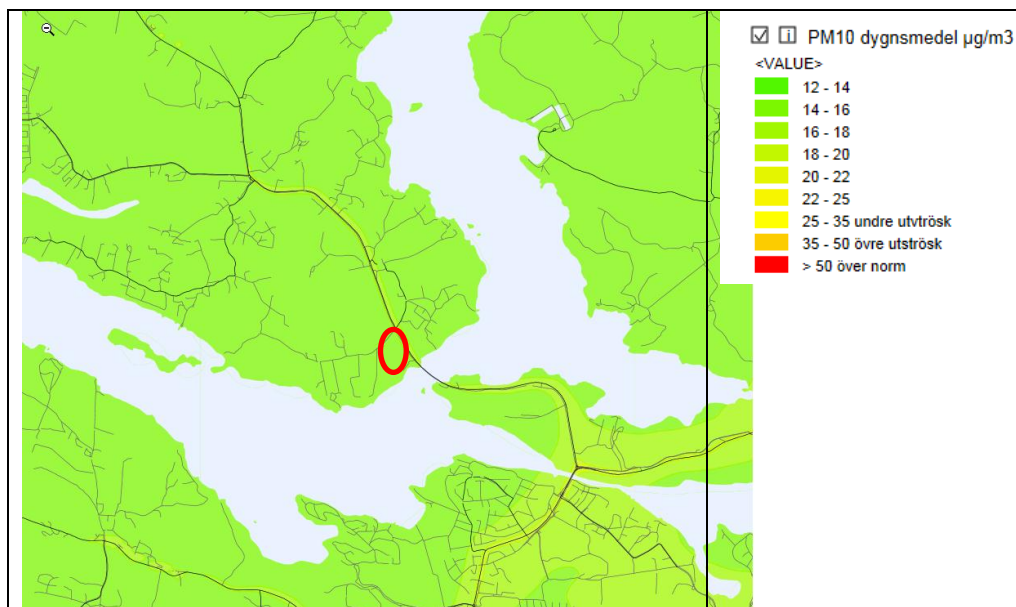 PM10 dygnsmedel µg/m3
<VALUE>
12 - 14
14 - 16
16 - 18
18 - 20
20 - 22
22 - 25
25 - 35 undre utvtrösk
35 - 50 övre utströsk
> 50 över norm